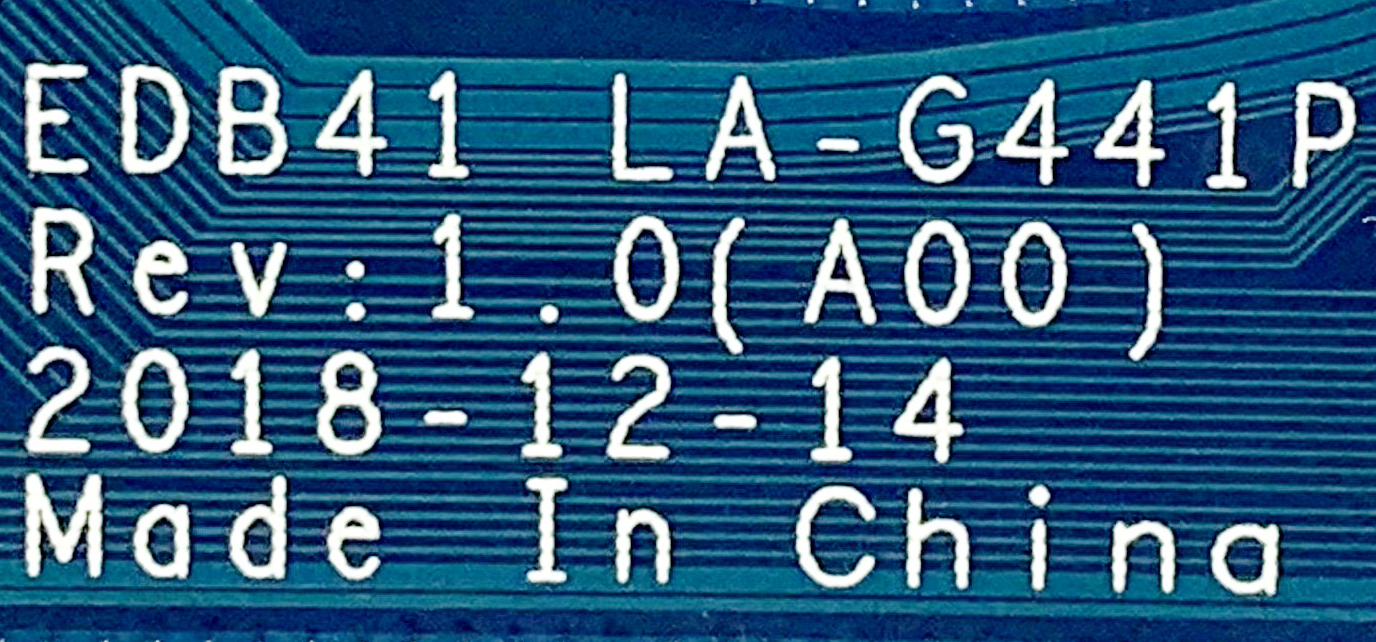 EDB41 LA-G441P
Rev:1.0(A00)
2018-12-14
Made In China